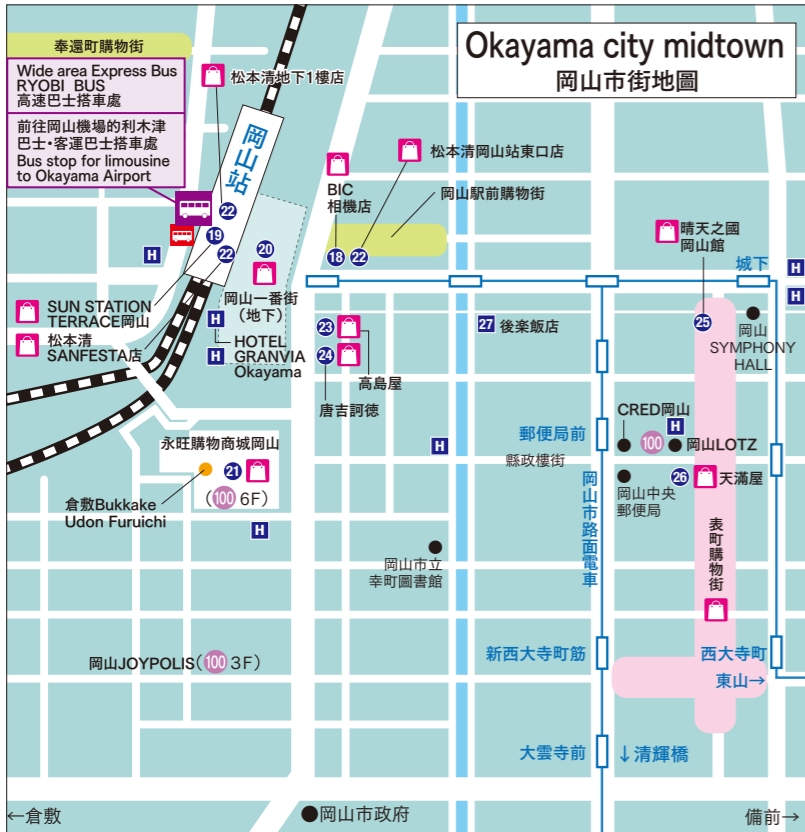 Okayama city midtown
岡山市街地圖
奉還町購物街
Wide area Express Bus
RYOBI BUS
高速巴士搭車處
前往岡山機場的利木津
巴士・客運巴士搭車處
Bus stop for limousine
to Okayama Airport
松本清地下1樓店
岡山站
22
19
22
20
H
BIC
相機店
松本清岡山站東口店
岡山駅前購物街
18
22
晴天之國
岡山館
城下
H
H
25
岡山
SYMPHONY
HALL
SUN STATION
TERRACE岡山
松本清
SANFESTA店
岡山一番街
（地下）
H
H
HOTEL
GRANVIA
Okayama
23
24
高島屋
唐吉訶德
27
後楽飯店
CRED岡山
H
100
岡山LOTZ
郵便局前
縣政樓街
H
岡山中央
郵便局
26
天滿屋
永旺購物商城岡山
21
(100 6F)
倉敷Bukkake
Udon Furuichi
H
岡山市路面電車
表町購物街
岡山市立
幸町圖書館
岡山JOYPOLIS(100 3F)
新西大寺町筋
西大寺町
東山→
大雲寺前
↓清輝橋
←倉敷
岡山市政府
備前→